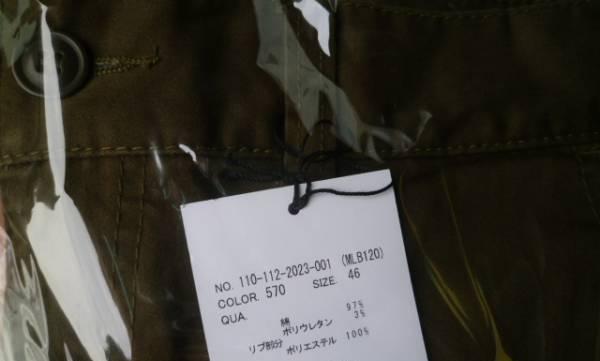 NO. 110-112-2023-001 (MLB120)
COLOR. 570 SIZE. 46
QUA.
綿 97%
ポリウレタン 3%
リブ部分 ポリエステル 100%